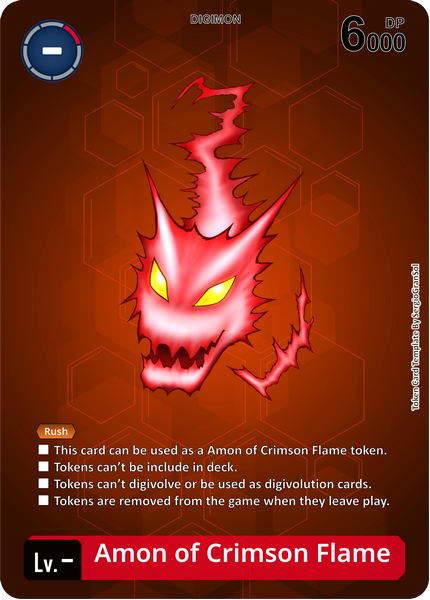 DIGIMON
DP
6000
-
Rush
■ This card can be used as a Amon of Crimson Flame token.
■ Tokens can't be include in deck.
■ Tokens can't digivolve or be used as digivolution cards.
■ Tokens are removed from the game when they leave play.
Lv.-
Amon of Crimson Flame
Token Card Template By SergioGranSol